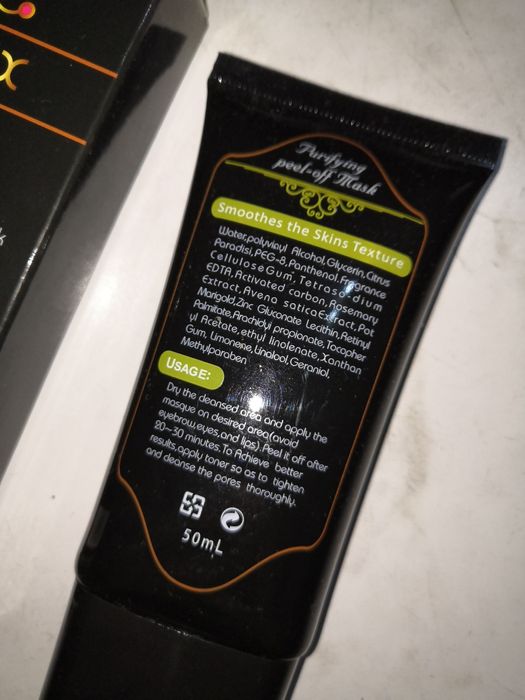 x
Purifying
peel-off Mask
Smoothes the Skins Texture
Water,polyvinyl Alcohol,Glycerin,Citrus
Paradisi,PEG-8,Panthenol.Fragrance
CelluloseGum,Tetrasodium
EDTA,Activated carbon,Rosemary
Extract,Avena saticaExtract,Pot
Marigold,Zinc Gluconate Lecithin,Retinyl
Palmitate,Arachidyl propionate,Tocopher
yl Acetate,ethyl linolenate,Xanthan
Gum, Limonene,Linalool,Geraniol,
Methylparaben
USAGE:
Dry the cleansed area and apply the
masque on desired area(avoid
eyebrow,eyes,and lips).Peel it off after
20~30 minutes.To Achieve better
results,apply toner so as to tighten
and cleanse the pores thoroughly.
50mL